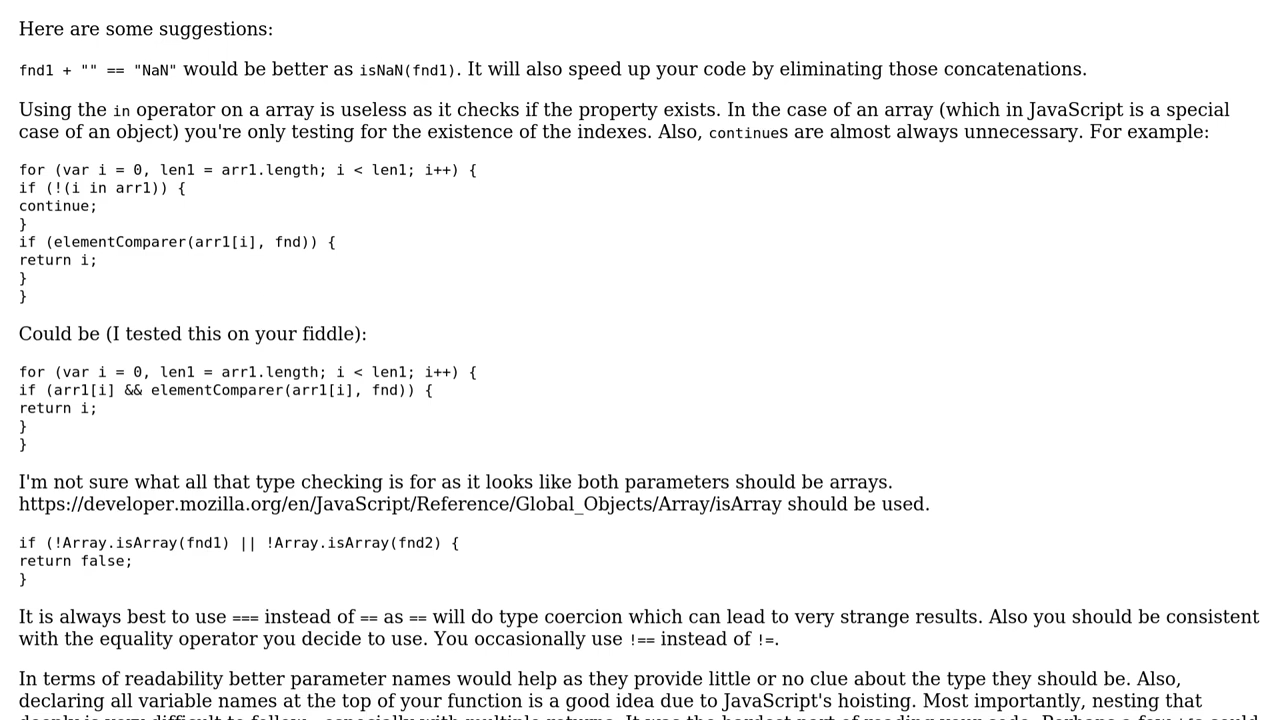 Here are some suggestions:
fnd1 + "" == "NaN" would be better as isNaN(fnd1). It will also speed up your code by eliminating those concatenations.
Using the in operator on a array is useless as it checks if the property exists. In the case of an array (which in JavaScript is a special
case of an object) you're only testing for the existence of the indexes. Also, continues are almost always unnecessary. For example:
for (var i = 0, len1 = arr1.length; i < len1; i++) {
if (!(i in arr1)) {
continue;
}
if (elementComparer(arr1[i], fnd)) {
return i;
}
}
Could be (I tested this on your fiddle):
for (var i = 0, len1 = arr1.length; i < len1; i++) {
if (arr1[i] && elementComparer(arr1[i], fnd)) {
return i;
}
}
I'm not sure what all that type checking is for as it looks like both parameters should be arrays.
https://developer.mozilla.org/en/JavaScript/Reference/Global_Objects/Array/isArray should be used.
if (!Array.isArray(fnd1) || !Array.isArray(fnd2) {
return false;
}
It is always best to use === instead of == as == will do type coercion which can lead to very strange results. Also you should be consistent
with the equality operator you decide to use. You occasionally use !== instead of !=.
In terms of readability better parameter names would help as they provide little or no clue about the type they should be. Also,
declaring all variable names at the top of your function is a good idea due to JavaScript's hoisting. Most importantly, nesting that